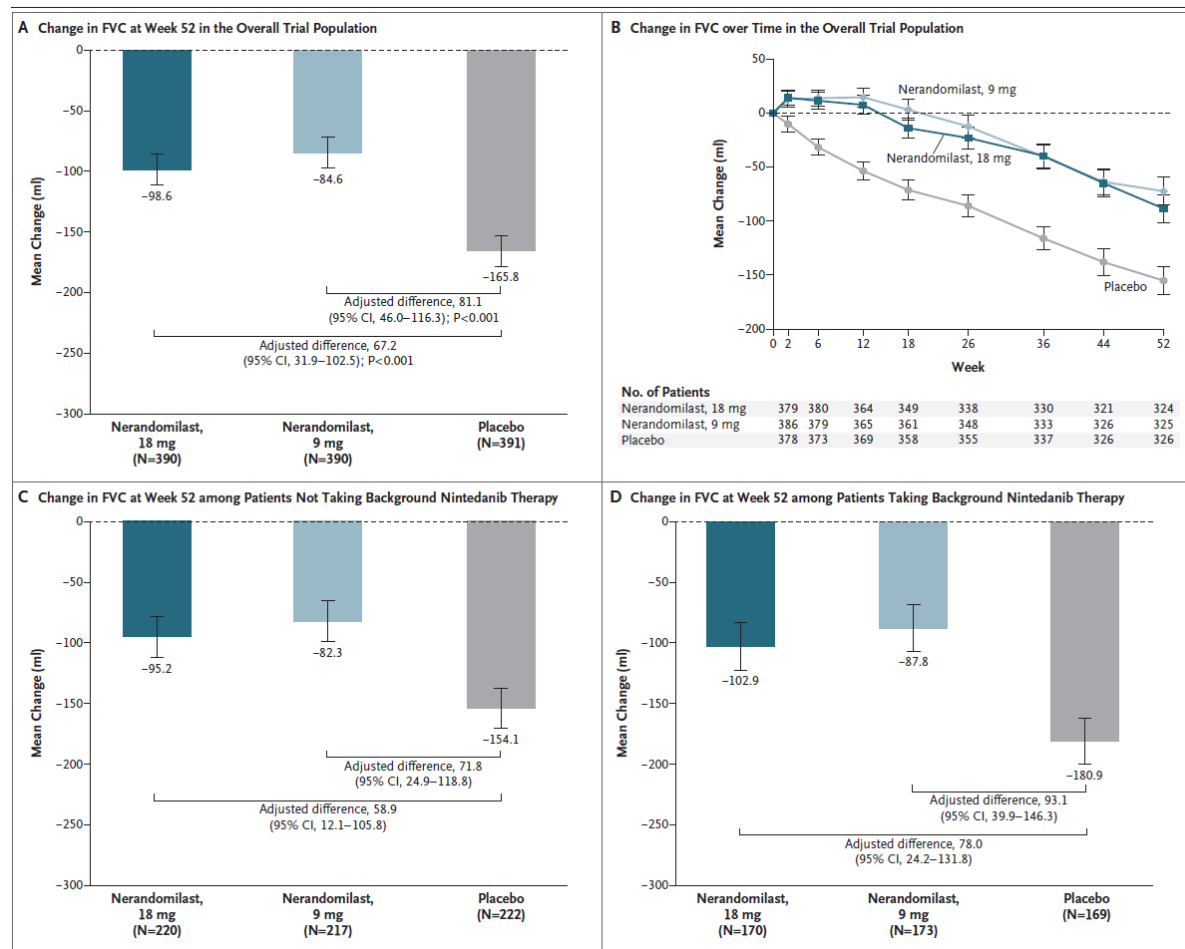 A Change in FVC at Week 52 in the Overall Trial Population
Mean Change (ml)
0
−50
−100
−150
−200
−250
−300
−98.6
−84.6
−165.8
Adjusted difference, 81.1
(95% CI, 46.0–116.3); P<0.001
Adjusted difference, 67.2
(95% CI, 31.9–102.5); P<0.001
Nerandomilast,
18 mg
(N=390)
Nerandomilast,
9 mg
(N=390)
Placebo
(N=391)
B Change in FVC over Time in the Overall Trial Population
Mean Change (ml)
50
0
−50
−100
−150
−200
Nerandomilast, 9 mg
Nerandomilast, 18 mg
Placebo
0 2 6 12 18 26 36 44 52
Week
No. of Patients
Nerandomilast, 18 mg 379 380 364 349 338 330 321 324
Nerandomilast, 9 mg 386 379 365 361 348 333 326 325
Placebo 378 373 369 358 355 337 326 326
C Change in FVC at Week 52 among Patients Not Taking Background Nintedanib Therapy
Mean Change (ml)
0
−50
−100
−150
−200
−250
−300
−95.2
−82.3
−154.1
Adjusted difference, 71.8
(95% CI, 24.9–118.8)
Adjusted difference, 58.9
(95% CI, 12.1–105.8)
Nerandomilast,
18 mg
(N=220)
Nerandomilast,
9 mg
(N=217)
Placebo
(N=222)
D Change in FVC at Week 52 among Patients Taking Background Nintedanib Therapy
Mean Change (ml)
0
−50
−100
−150
−200
−250
−300
−102.9
−87.8
−180.9
Adjusted difference, 93.1
(95% CI, 39.9–146.3)
Adjusted difference, 78.0
(95% CI, 24.2–131.8)
Nerandomilast,
18 mg
(N=170)
Nerandomilast,
9 mg
(N=173)
Placebo
(N=169)